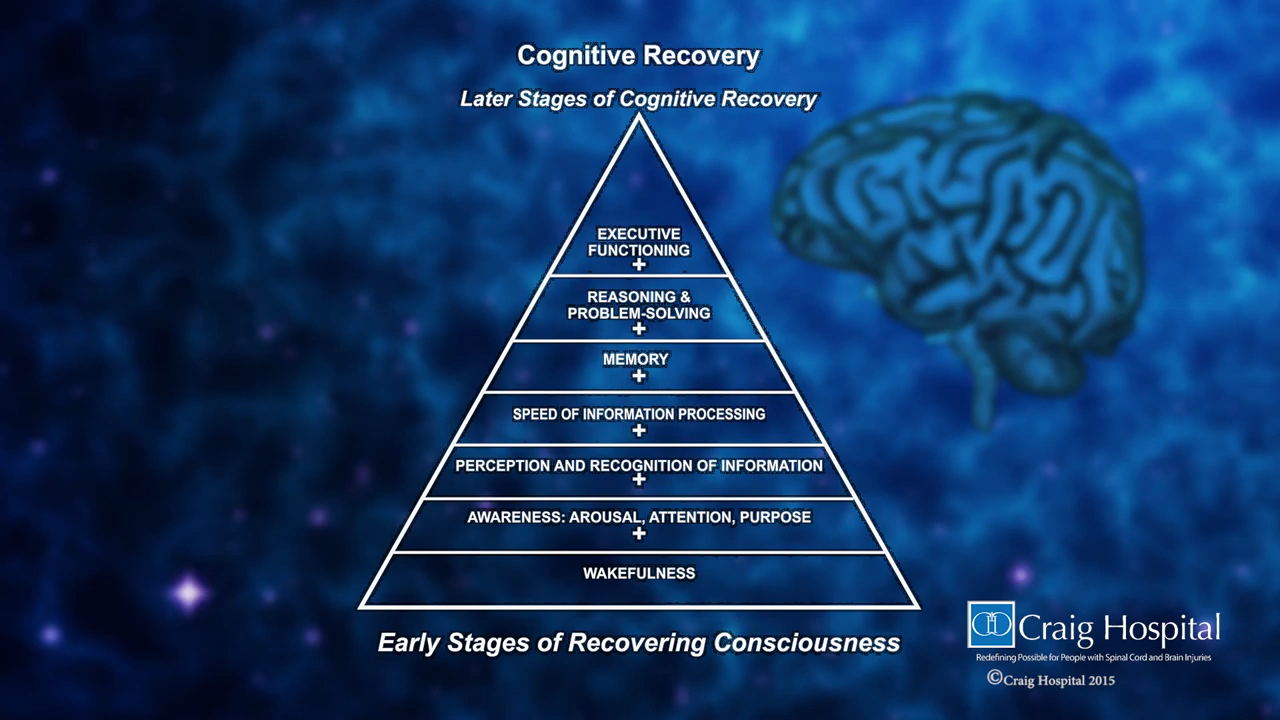 Cognitive Recovery
Later Stages of Cognitive Recovery
EXECUTIVE
FUNCTIONING
+
REASONING &
PROBLEM-SOLVING
+
MEMORY
+
SPEED OF INFORMATION PROCESSING
+
PERCEPTION AND RECOGNITION OF INFORMATION
+
AWARENESS: AROUSAL, ATTENTION, PURPOSE
+
WAKEFULNESS
Early Stages of Recovering Consciousness
Craig Hospital
Redefining Possible for People with Spinal Cord and Brain Injuries
©Craig Hospital 2015